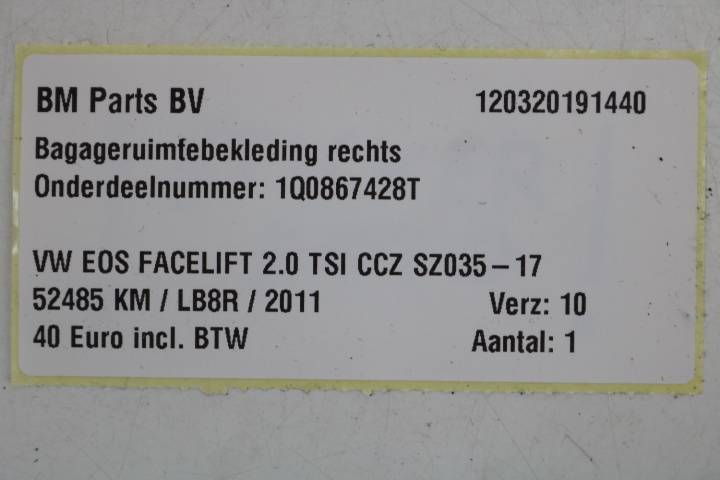 BM Parts BV 120320191440
Bagageruimtebekleding rechts
Onderdeelnummer: 1Q0867428T
VW EOS FACELIFT 2.0 TSI CCZ SZ035-17
52485 KM / LB8R / 2011 Verz: 10
40 Euro incl. BTW Aantal: 1